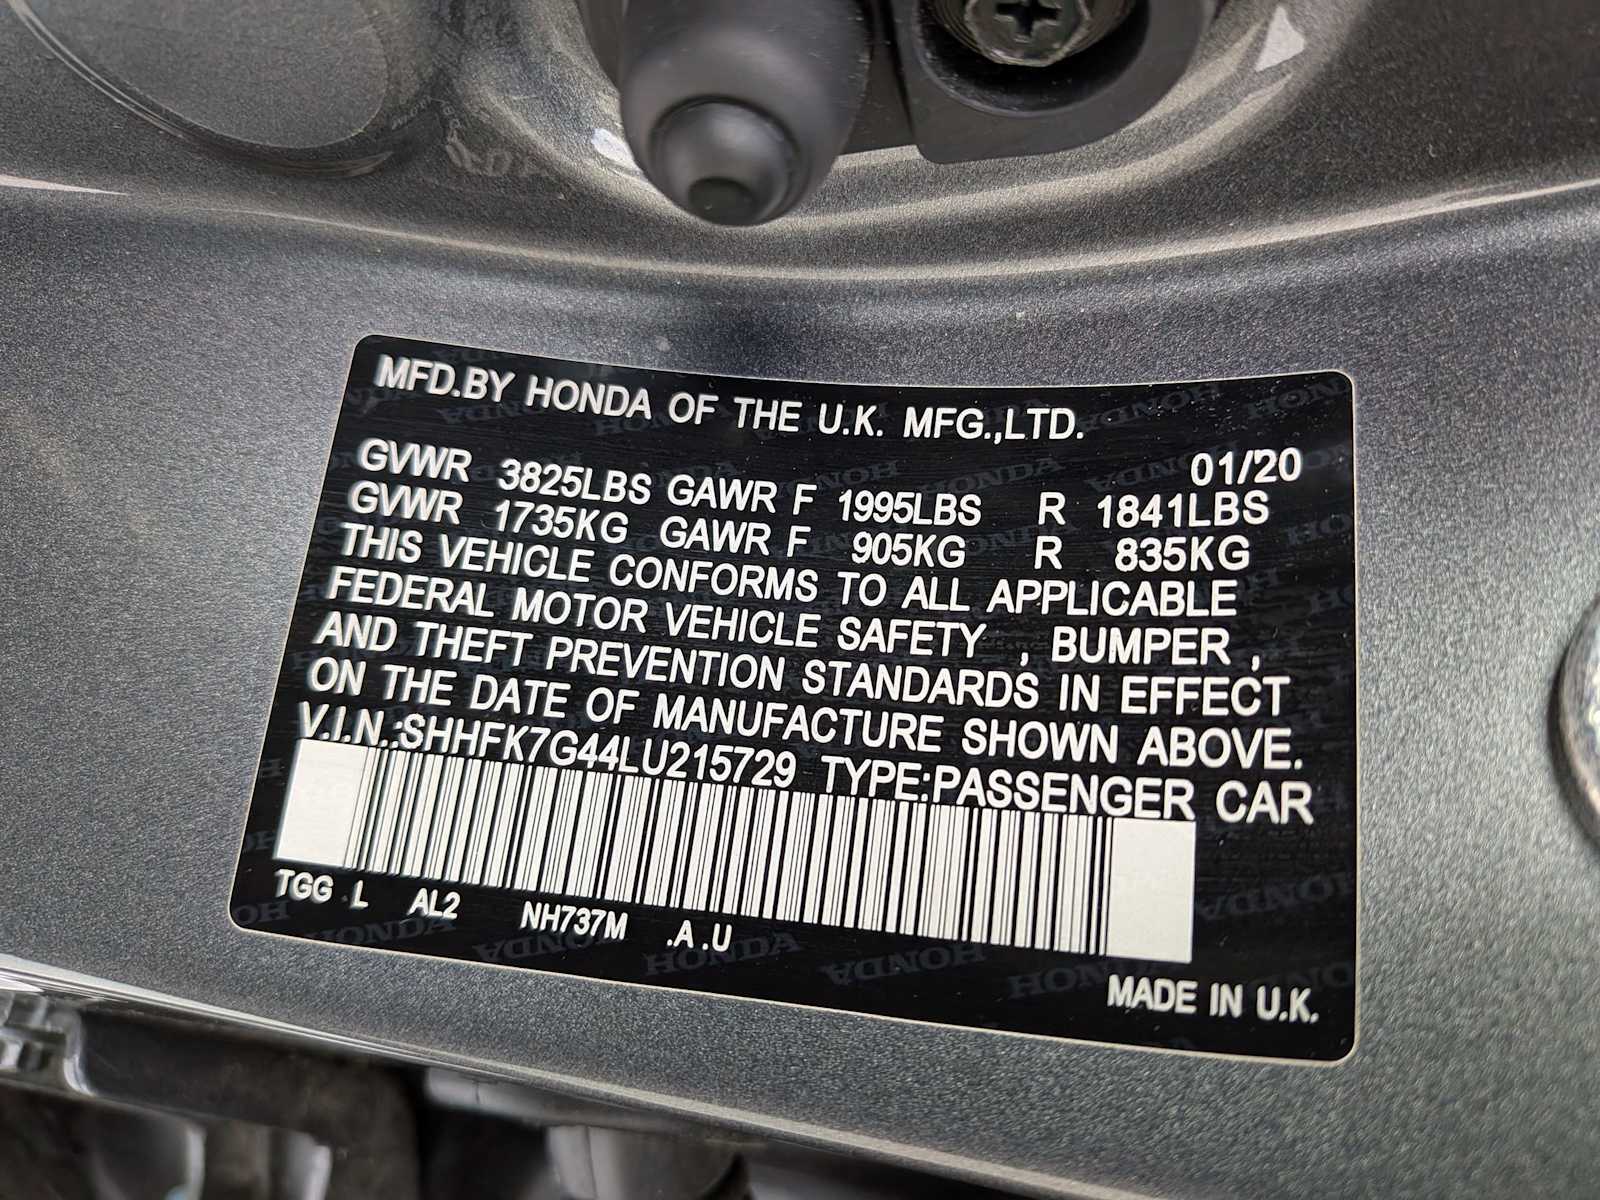 MFD.BY HONDA OF THE U.K. MFG.,LTD.
01/20
GVWR 3825LBS GAWR F 1995LBS R 1841LBS
GVWR 1735KG GAWR F 905KG R 835KG
THIS VEHICLE CONFORMS TO ALL APPLICABLE
FEDERAL MOTOR VEHICLE SAFETY , BUMPER ,
AND THEFT PREVENTION STANDARDS IN EFFECT
ON THE DATE OF MANUFACTURE SHOWN ABOVE.
V.I.N.:SHHFK7G44LU215729 TYPE:PASSENGER CAR
TGG L AL2 NH737M .A .U
MADE IN U.K.